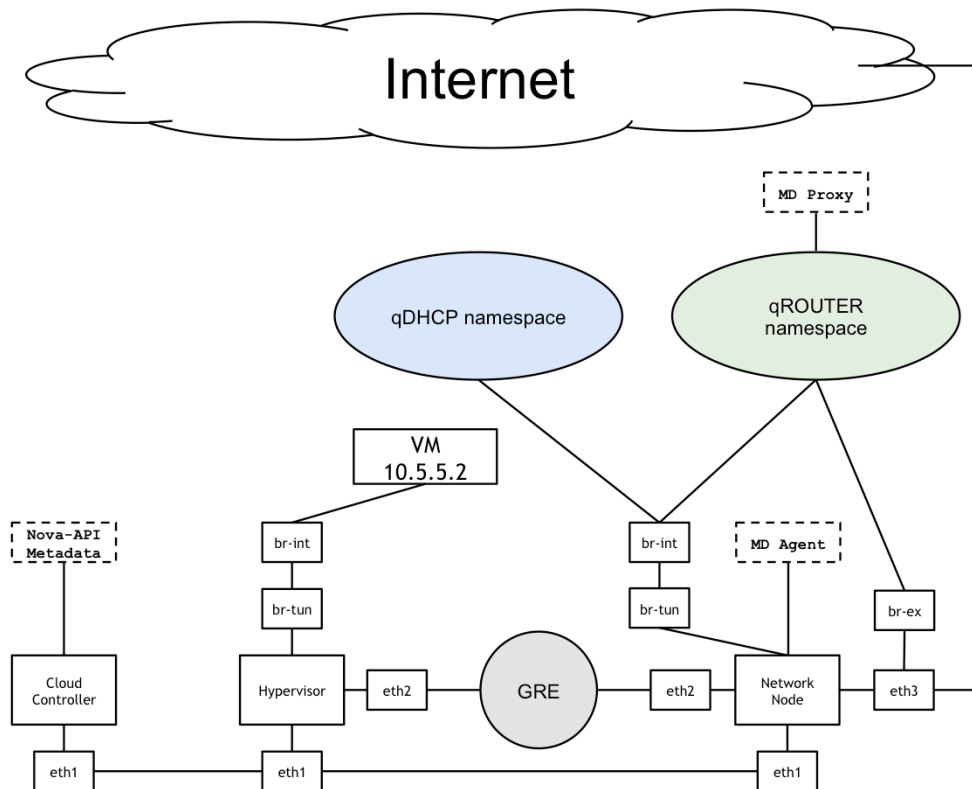 Internet
MD Proxy
qDHCP namespace
qROUTER
namespace
VM
10.5.5.2
Nova-API
Metadata
br-int
br-int
MD Agent
br-tun
br-tun
br-ex
Cloud
Controller
Hypervisor
eth2
GRE
eth2
Network
Node
eth3
eth1
eth1
eth1